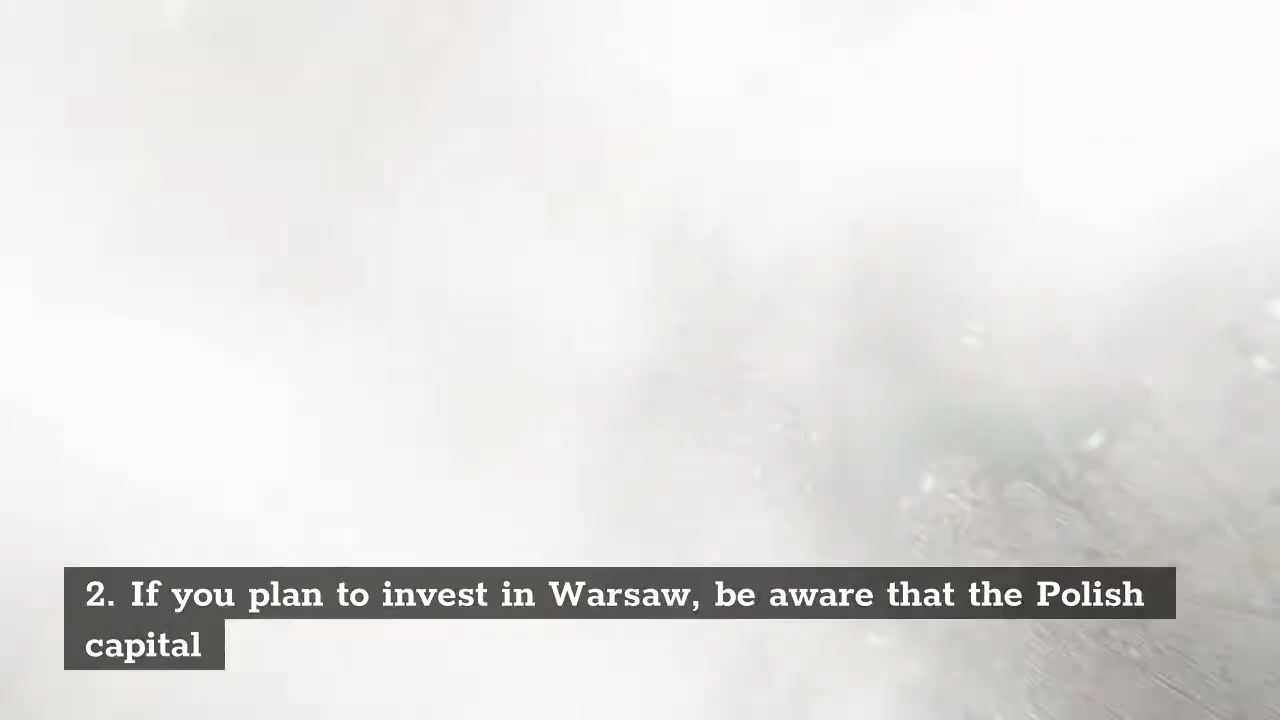 2. If you plan to invest in Warsaw, be aware that the Polish
capital